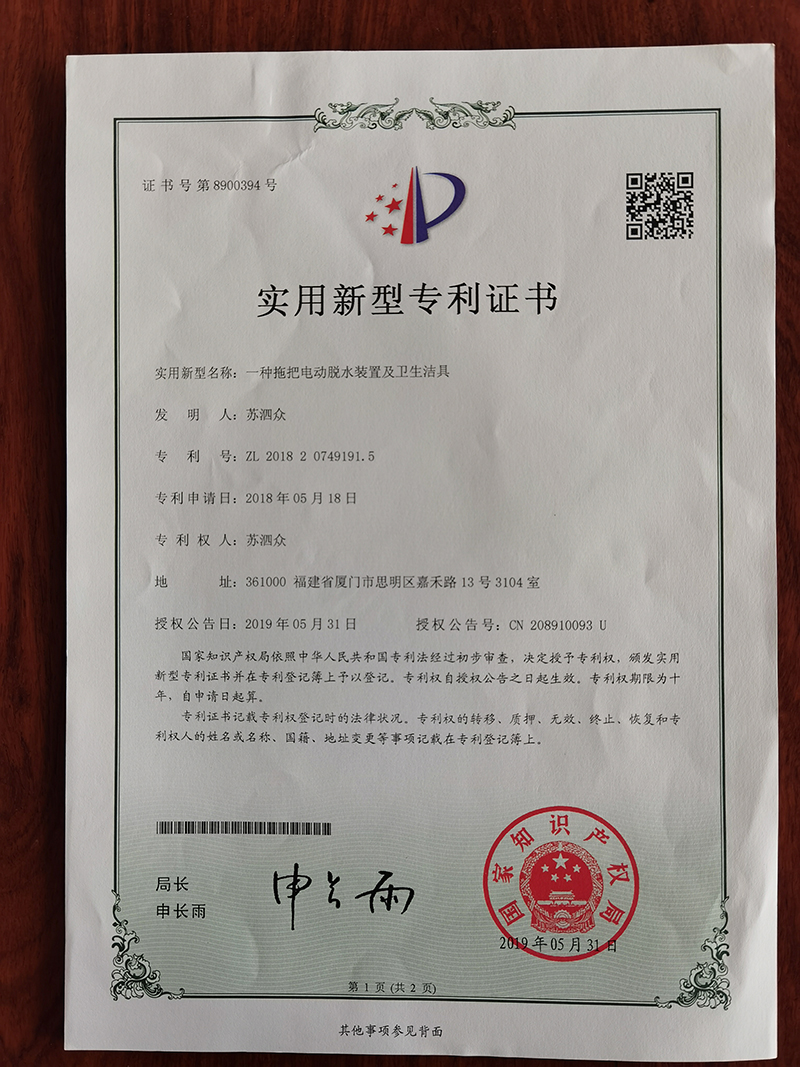 证书号第8900394号
实用新型专利证书
实用新型名称：一种拖把电动脱水装置及卫生洁具
发明人：苏泗众
专利号：ZL 2018 2 0749191.5
专利申请日：2018年05月18日
专利权人：苏泗众
地址：361000 福建省厦门市思明区嘉禾路13号3104室
授权公告日：2019年05月31日 授权公告号：CN 208910093 U
国家知识产权局依照中华人民共和国专利法经过初步审查，决定授予专利权，颁发实用
新型专利证书并在专利登记簿上予以登记。专利权自授权公告之日起生效。专利权期限为十
年，自申请日起算。
专利证书记载专利权登记时的法律状况。专利权的转移、质押、无效、终止、恢复和专
利权人的姓名或名称、国籍、地址变更等事项记载在专利登记簿上。
局长
申长雨
申长雨
国家知识产权局
2019年05月31日
第1页(共2页)
其他事项参见背面